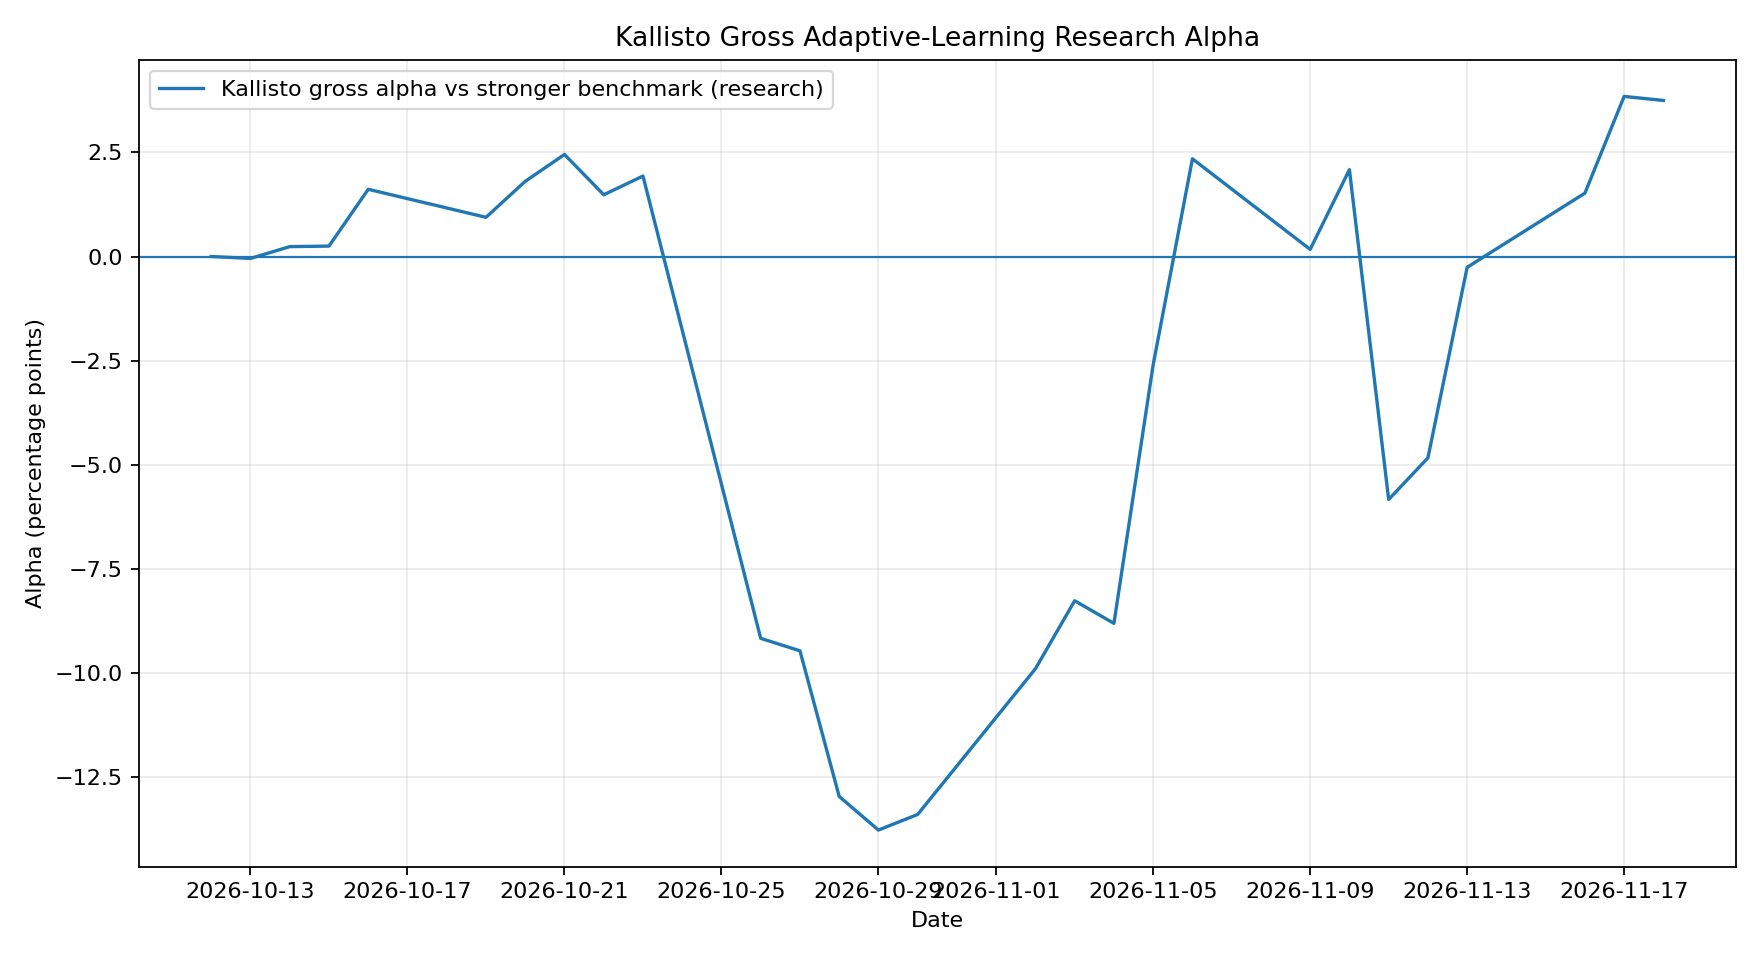 Kallisto Gross Adaptive-Learning Research Alpha
Kallisto gross alpha vs stronger benchmark (research)
Alpha (percentage points)
2.5
0.0
−2.5
−5.0
−7.5
−10.0
−12.5
2026-10-13 2026-10-17 2026-10-21 2026-10-25 2026-10-29 2026-11-01 2026-11-05 2026-11-09 2026-11-13 2026-11-17
Date